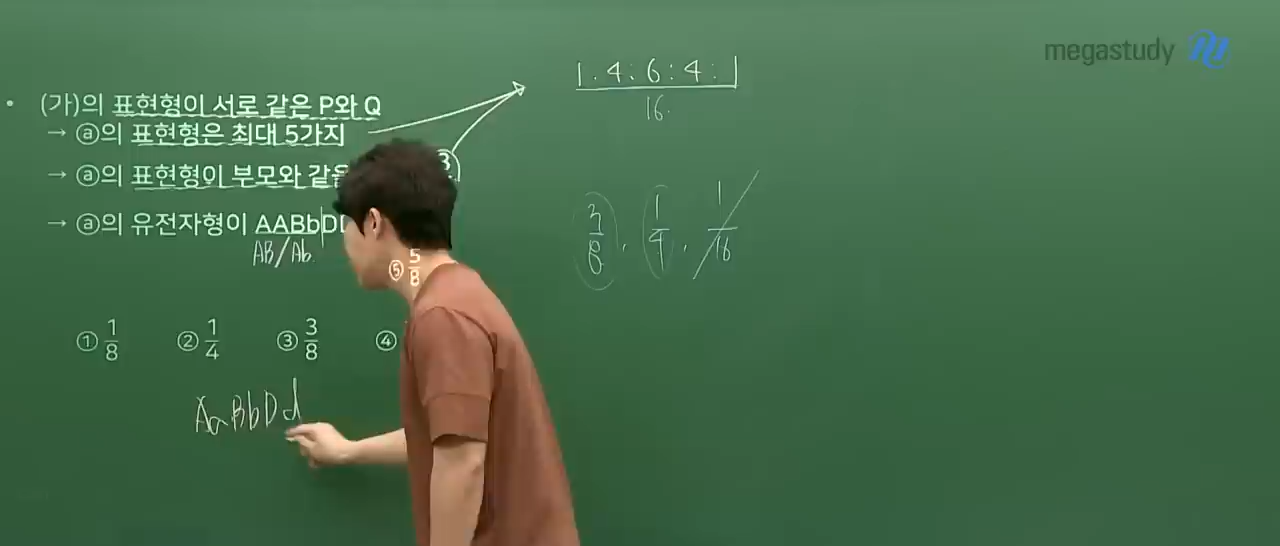 megastudy
1 : 4 : 6 : 4 : 1
16
• (가)의 표현형이 서로 같은 P와 Q
→ ⓐ의 표현형은 최대 5가지
→ ⓐ의 표현형이 부모와 같을
→ ⓐ의 유전자형이 AABbD
AB/Ab
3/8, 1/4, 1/16
⑤ 5/8
① 1/8 ② 1/4 ③ 3/8 ④
AaBbDd